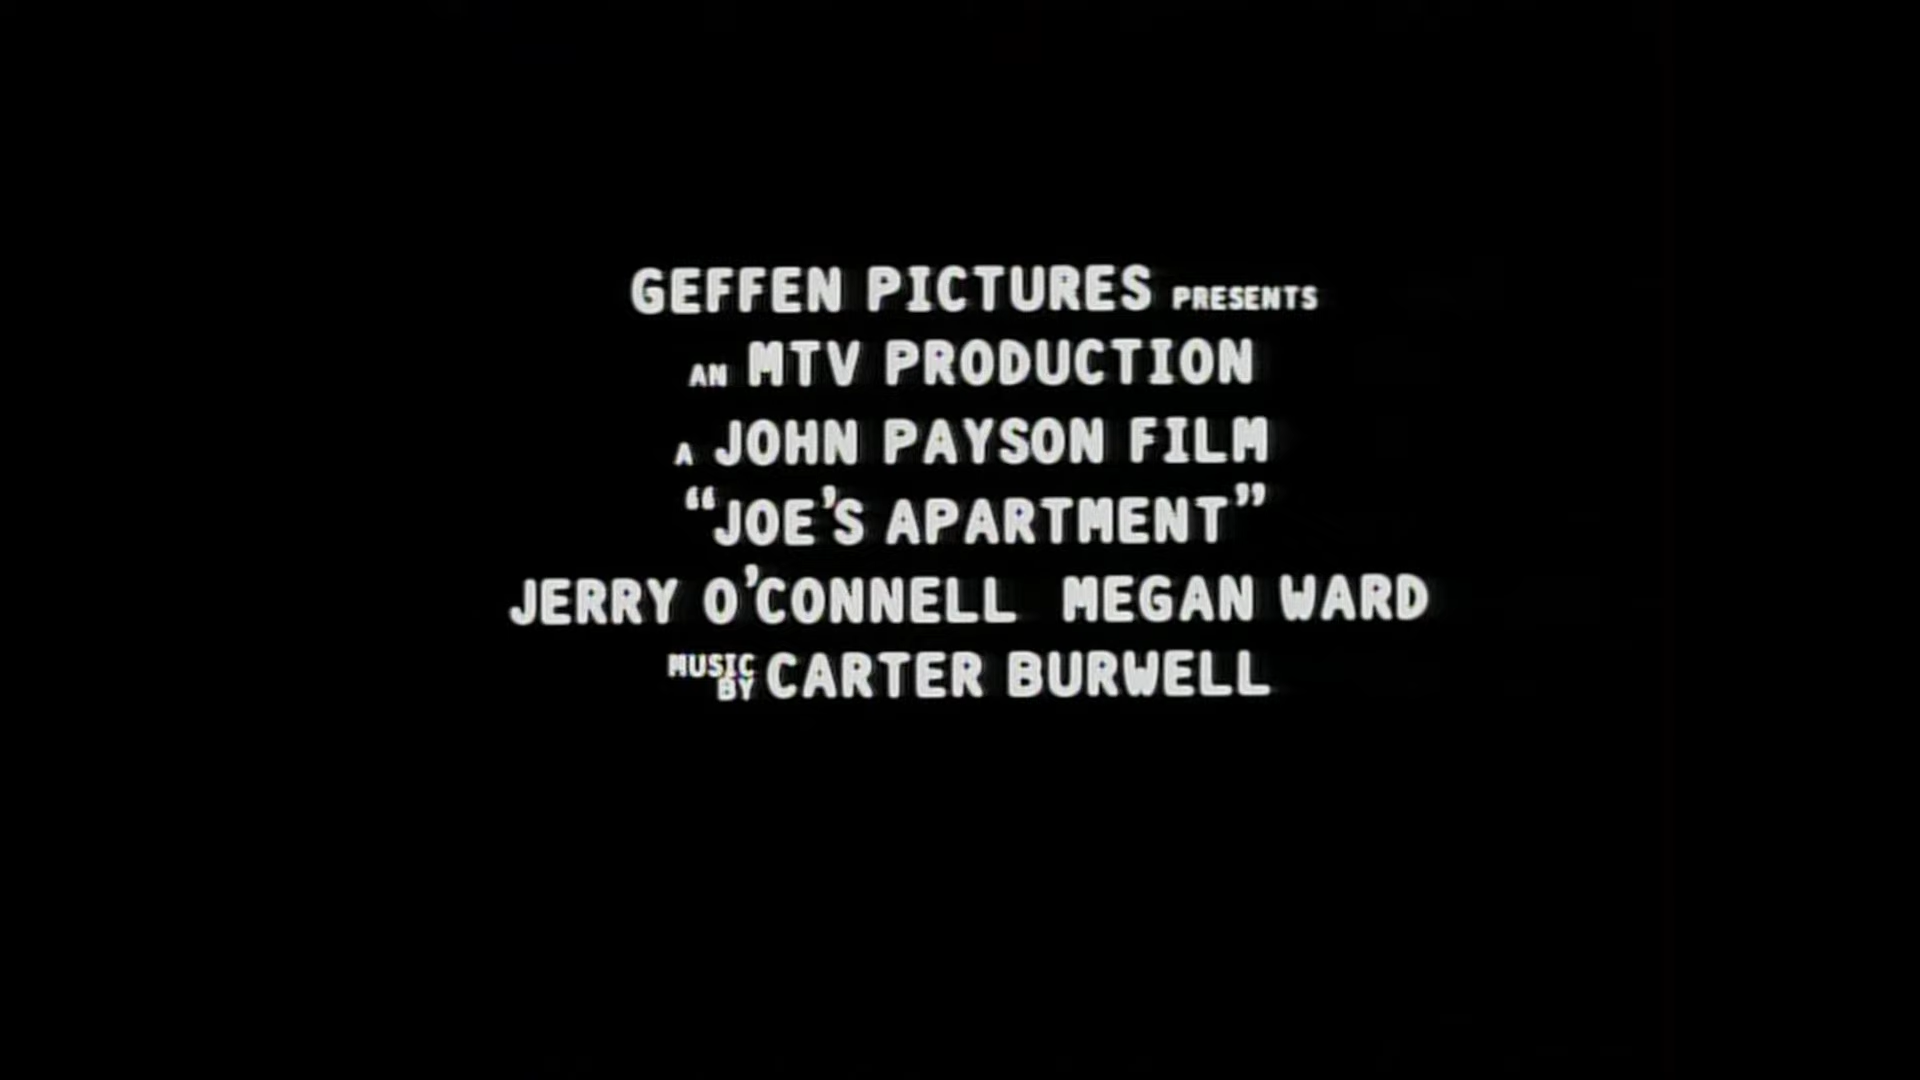 GEFFEN PICTURES PRESENTS
AN MTV PRODUCTION
A JOHN PAYSON FILM
“JOE’S APARTMENT”
JERRY O’CONNELL MEGAN WARD
MUSIC BY CARTER BURWELL